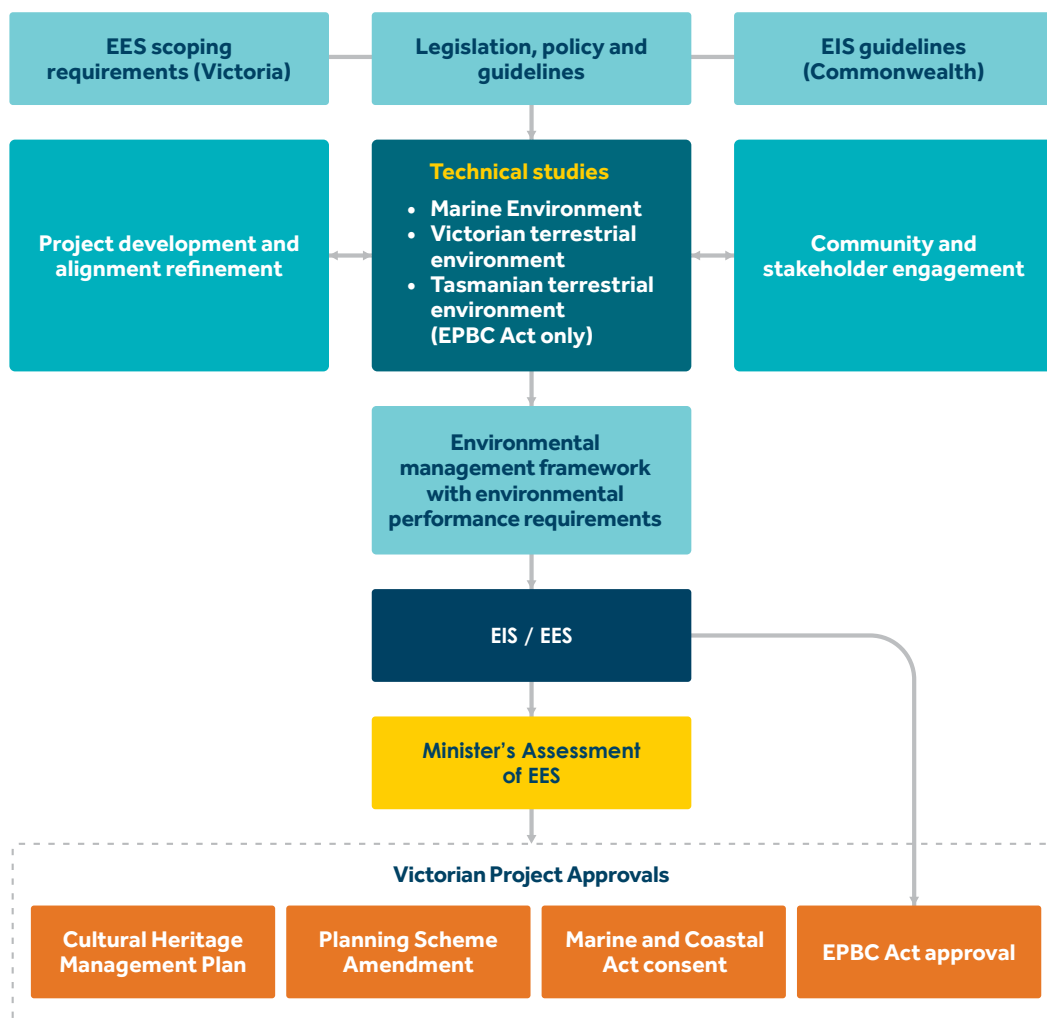 EES scoping
requirements (Victoria)
Legislation, policy and
guidelines
EIS guidelines
(Commonwealth)
Project development and
alignment refinement
Technical studies
• Marine Environment
• Victorian terrestrial
environment
• Tasmanian terrestrial
environment
(EPBC Act only)
Community and
stakeholder engagement
Environmental
management framework
with environmental
performance requirements
EIS / EES
Minister's Assessment
of EES
Victorian Project Approvals
Cultural Heritage
Management Plan
Planning Scheme
Amendment
Marine and Coastal
Act consent
EPBC Act approval